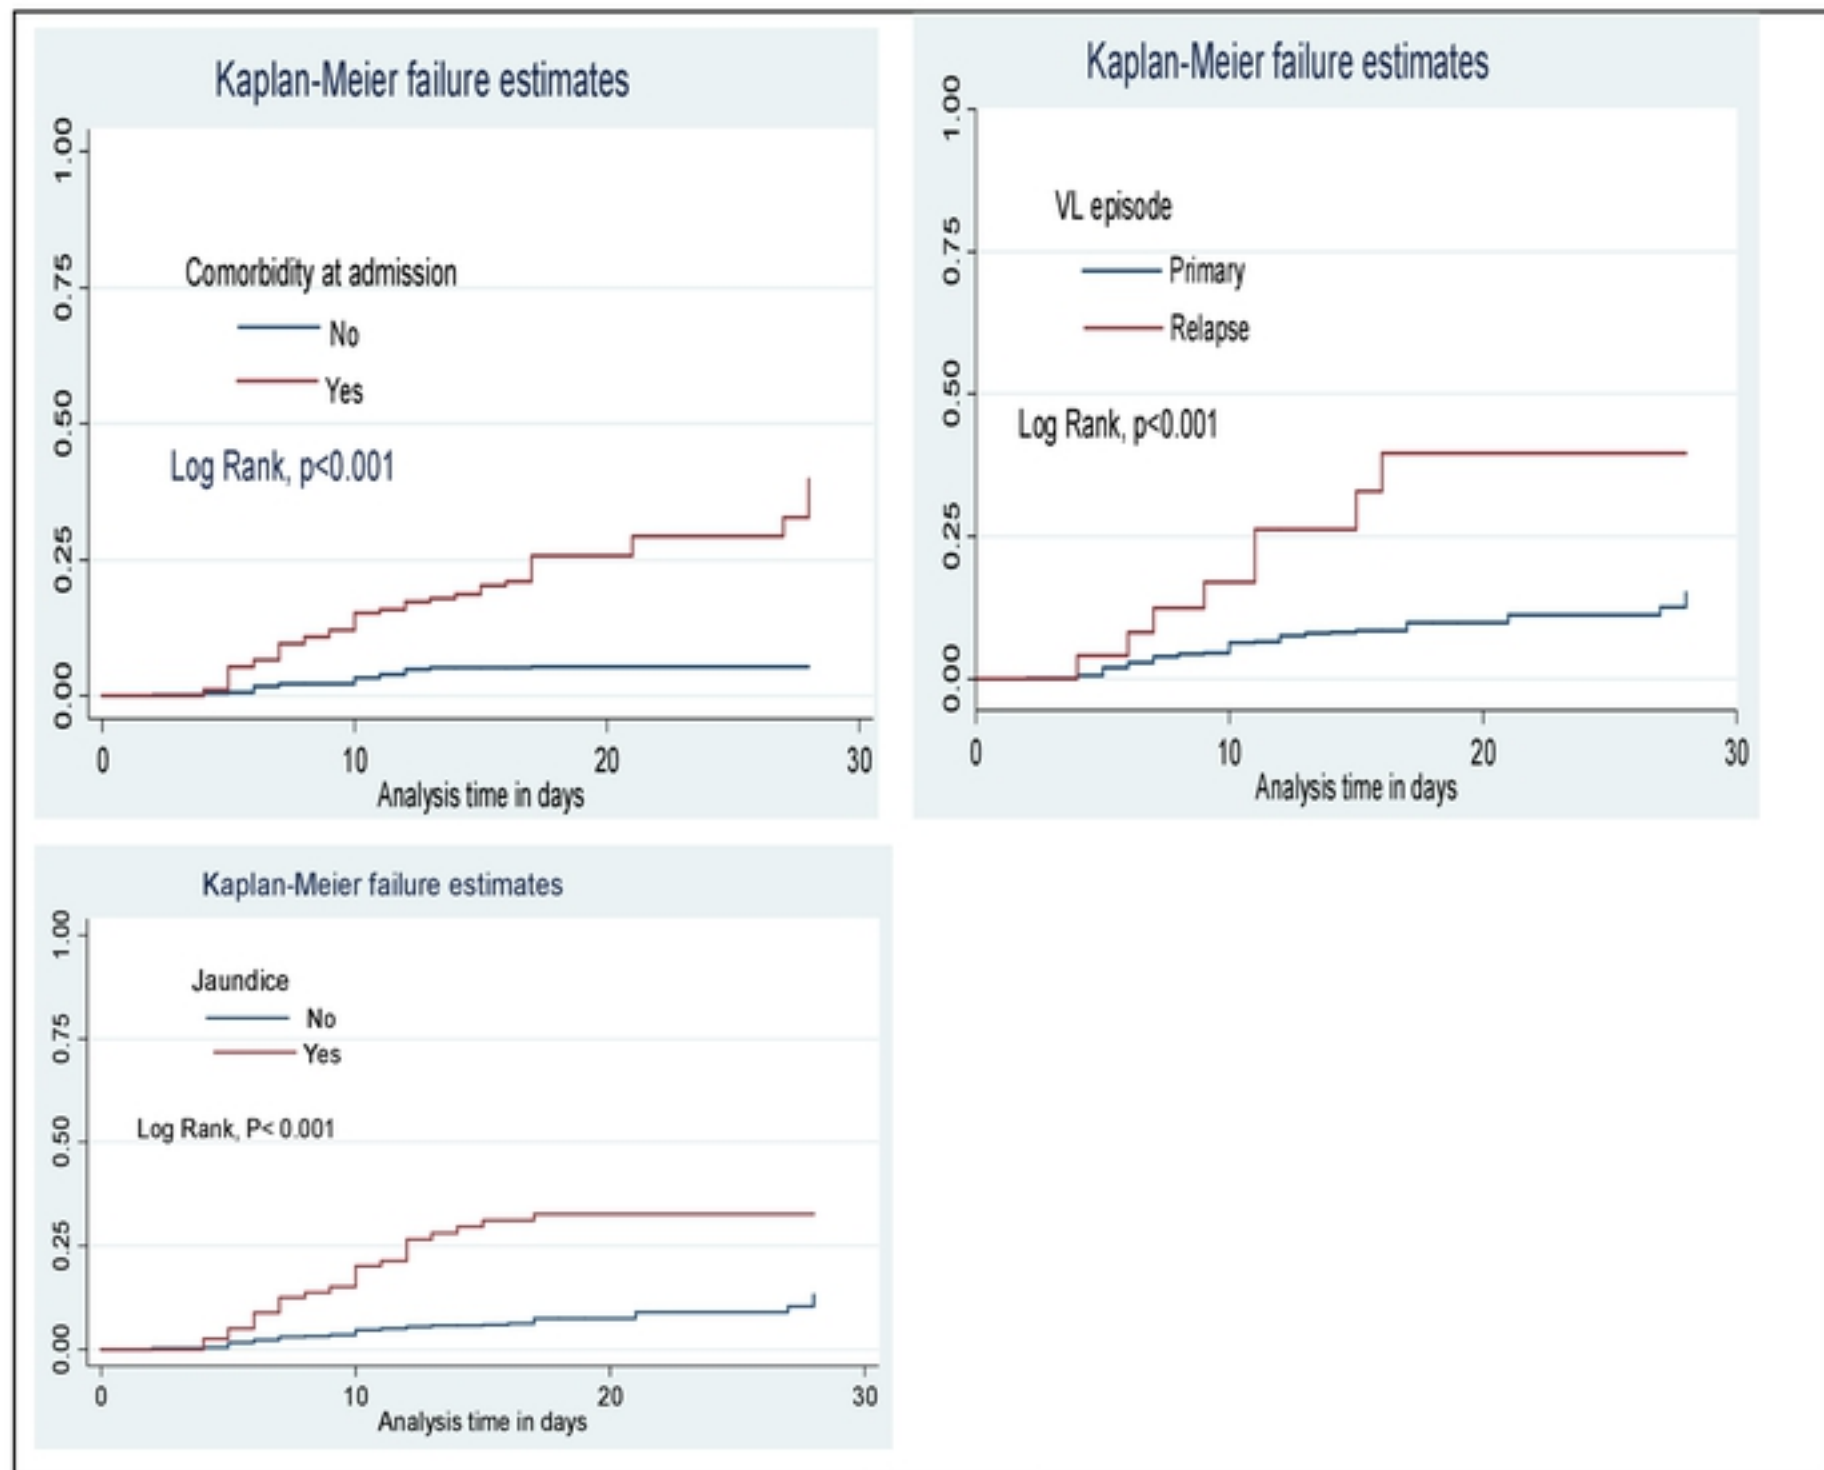 Kaplan-Meier failure estimates
1.00
0.75
0.50
0.25
0.00
Comorbidity at admission
No
Yes
Log Rank, p<0.001
0 10 20 30
Analysis time in days
Kaplan-Meier failure estimates
1.00
0.75
0.50
0.25
0.00
VL episode
Primary
Relapse
Log Rank, p<0.001
0 10 20 30
Analysis time in days
Kaplan-Meier failure estimates
1.00
0.75
0.50
0.25
0.00
Jaundice
No
Yes
Log Rank, P< 0.001
0 10 20 30
Analysis time in days